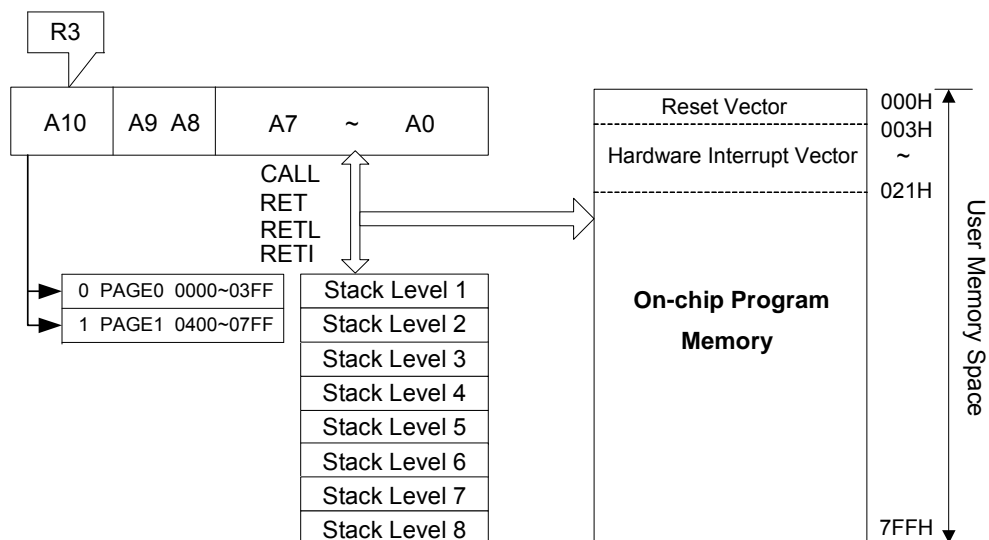 R3
A10
A9 A8
A7 ~ A0
CALL
RET
RETL
RETI
0 PAGE0 0000~03FF
1 PAGE1 0400~07FF
Stack Level 1
Stack Level 2
Stack Level 3
Stack Level 4
Stack Level 5
Stack Level 6
Stack Level 7
Stack Level 8
Reset Vector
Hardware Interrupt Vector
On-chip Program
Memory
000H
003H
~
021H
7FFH
User Memory Space